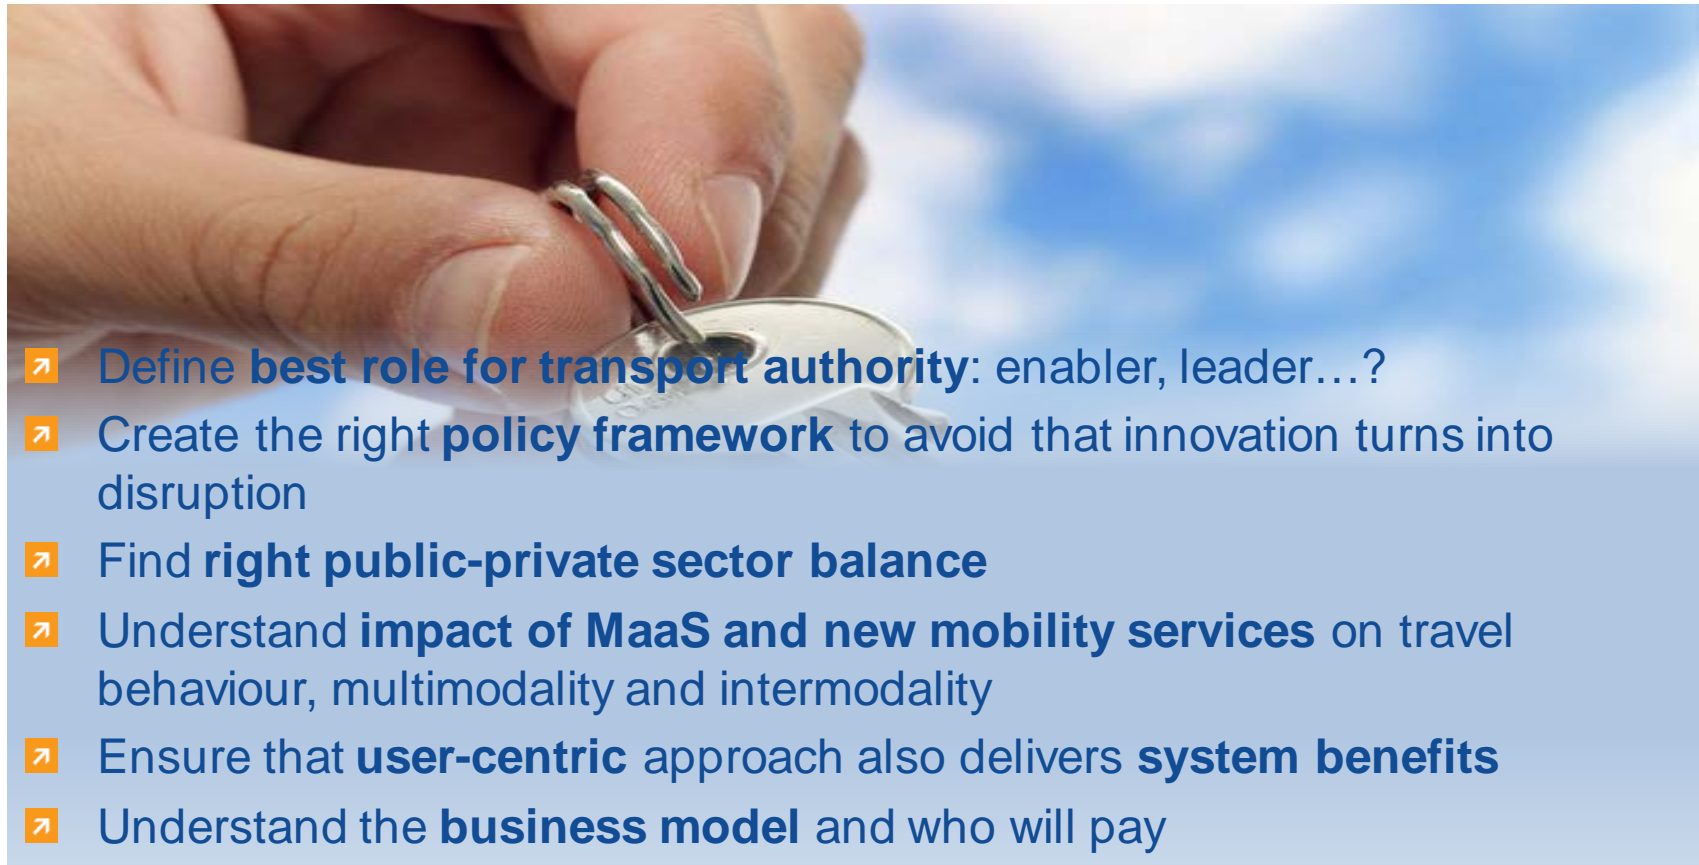 Define best role for transport authority: enabler, leader…?
Create the right policy framework to avoid that innovation turns into
disruption
Find right public-private sector balance
Understand impact of MaaS and new mobility services on travel
behaviour, multimodality and intermodality
Ensure that user-centric approach also delivers system benefits
Understand the business model and who will pay